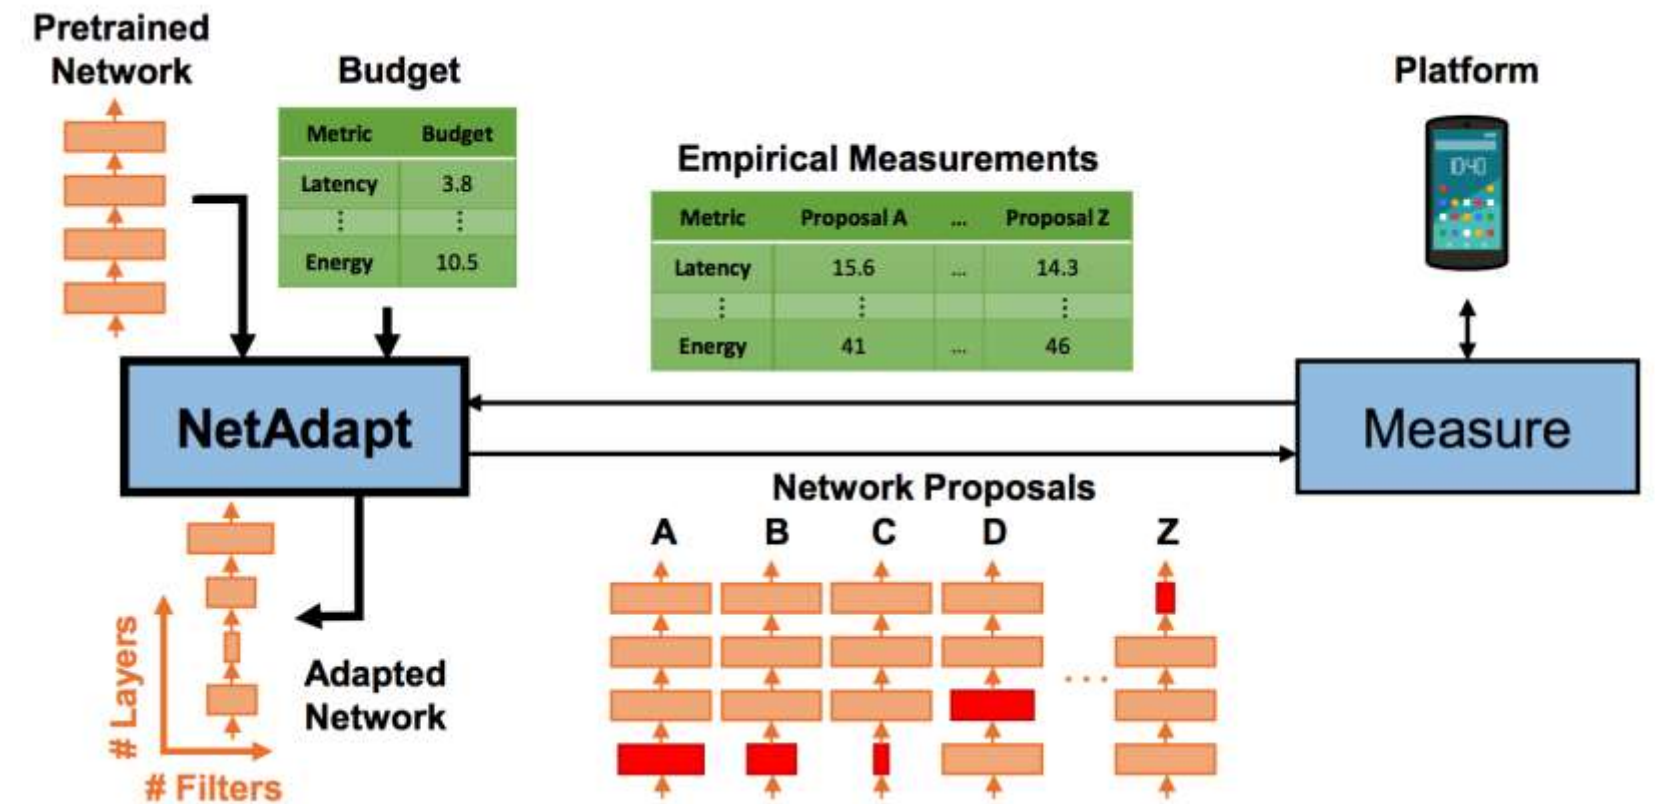 Pretrained
Network
Budget
Metric Budget
Latency 3.8
⋮ ⋮
Energy 10.5
Empirical Measurements
Metric Proposal A ... Proposal Z
Latency 15.6 ... 14.3
⋮ ⋮ ⋮
Energy 41 ... 46
Platform
10:40
NetAdapt
Measure
Network Proposals
A B C D Z
...
Adapted
Network
# Layers
# Filters